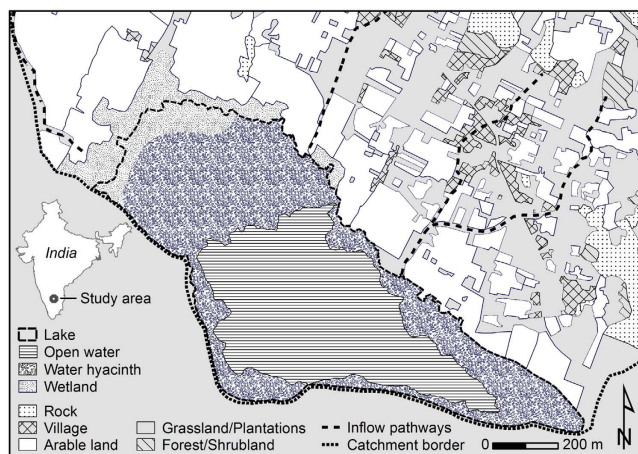 India
Study area
Lake
Open water
Water hyacinth
Wetland
Rock
Village
Arable land
Grassland/Plantations
Forest/Shrubland
Inflow pathways
Catchment border
0 200 m
N